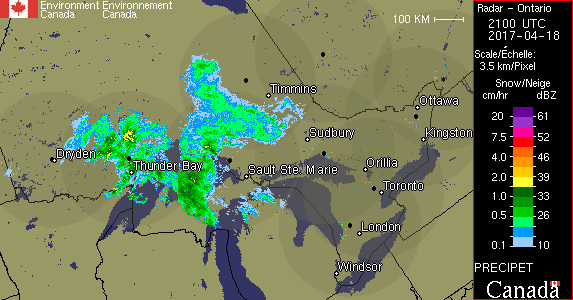 Environment Environnement
Canada Canada
100 KM
Radar - Ontario
2100 UTC
2017-04-18
Scale/Échelle:
3.5 km/Pixel
Snow/Neige
cm/hr dBZ
20 61
7.5 57
5.5 52
4.0 46
2.0 39
1.0 33
0.5 26
0.1 10
PRECIPET
Canada
Timmins
Ottawa
Sudbury
Kingston
Dryden
Thunder Bay
Sault Ste. Marie
Orillia
Toronto
London
Windsor